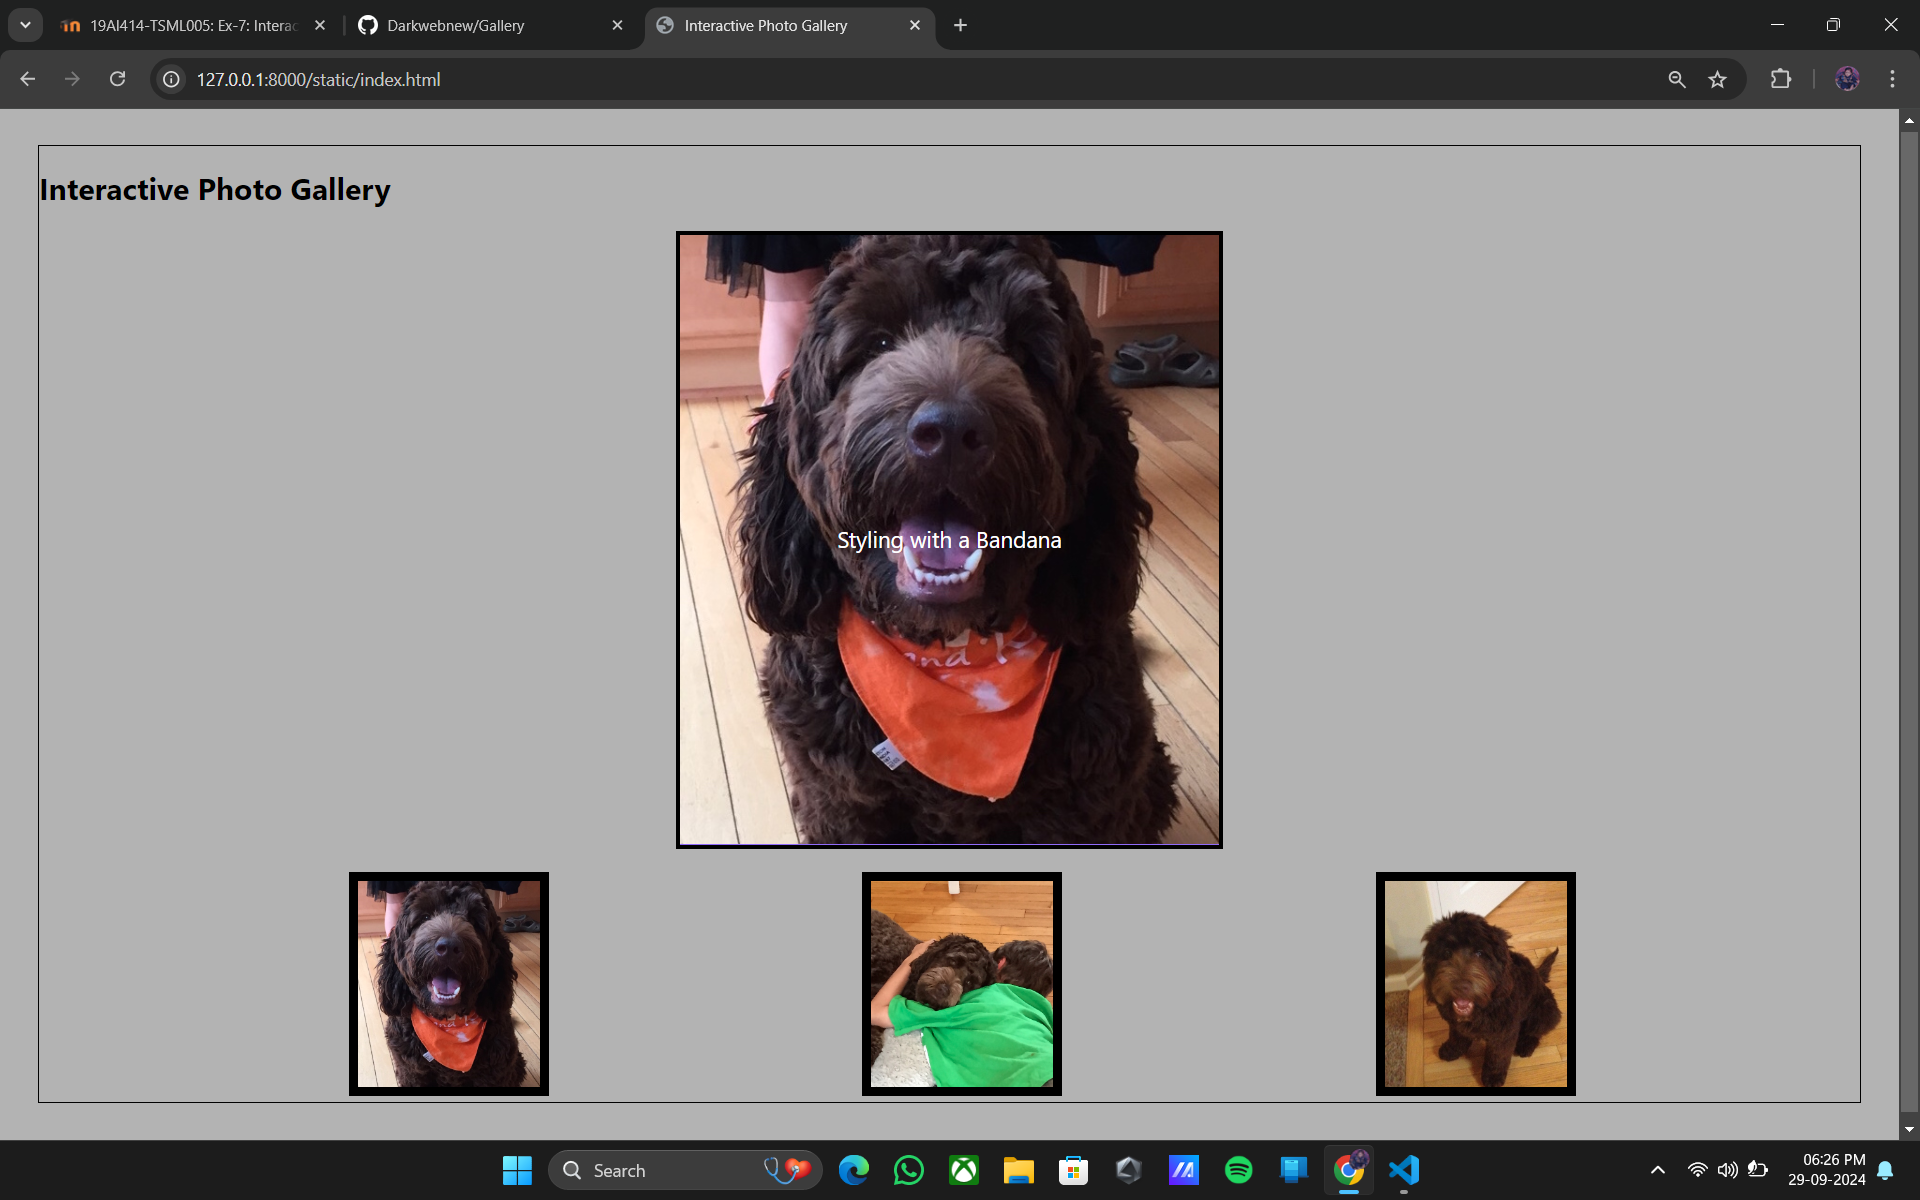 19AI414-TSML005: Ex-7: Interac
Darkwebnew/Gallery
Interactive Photo Gallery
127.0.0.1:8000/static/index.html
Interactive Photo Gallery
Styling with a Bandana
and
Search
06:26 PM
29-09-2024